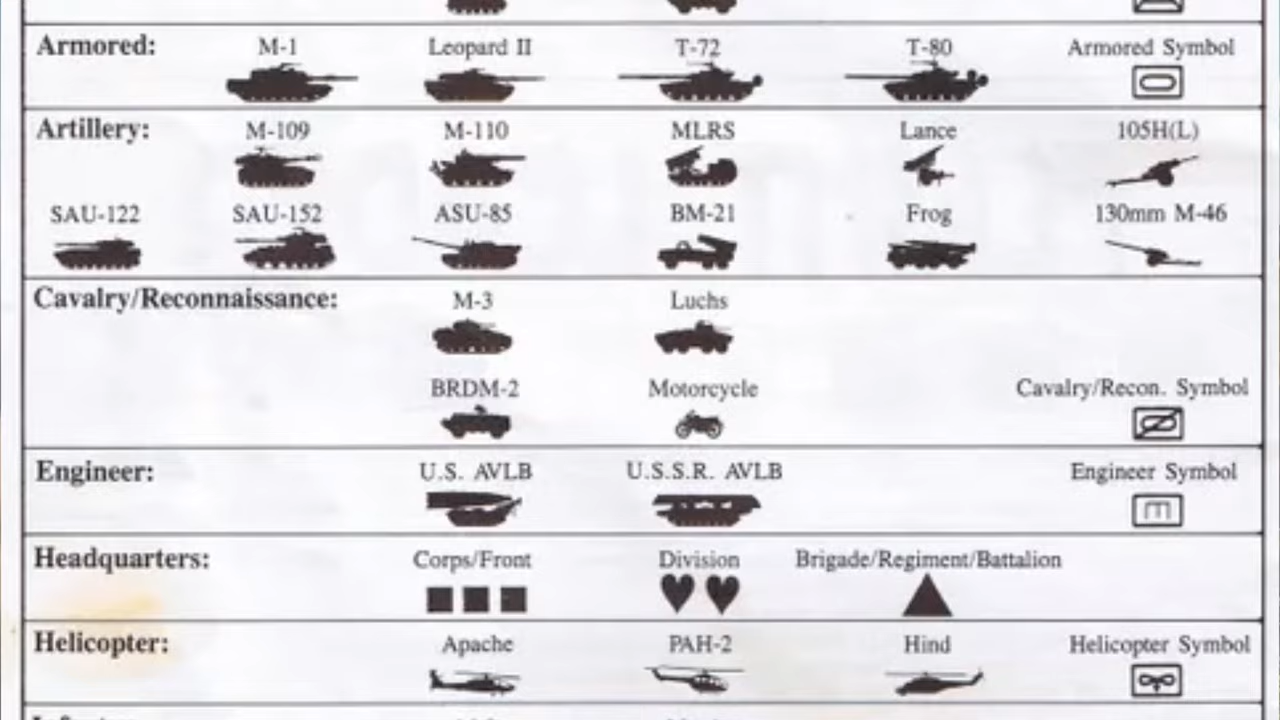 Armored: M-1 Leopard II T-72 T-80 Armored Symbol
Artillery: M-109 M-110 MLRS Lance 105H(L)
SAU-122 SAU-152 ASU-85 BM-21 Frog 130mm M-46
Cavalry/Reconnaissance: M-3 Luchs
BRDM-2 Motorcycle Cavalry/Recon. Symbol
Engineer: U.S. AVLB U.S.S.R. AVLB Engineer Symbol
Headquarters: Corps/Front Division Brigade/Regiment/Battalion
Helicopter: Apache PAH-2 Hind Helicopter Symbol